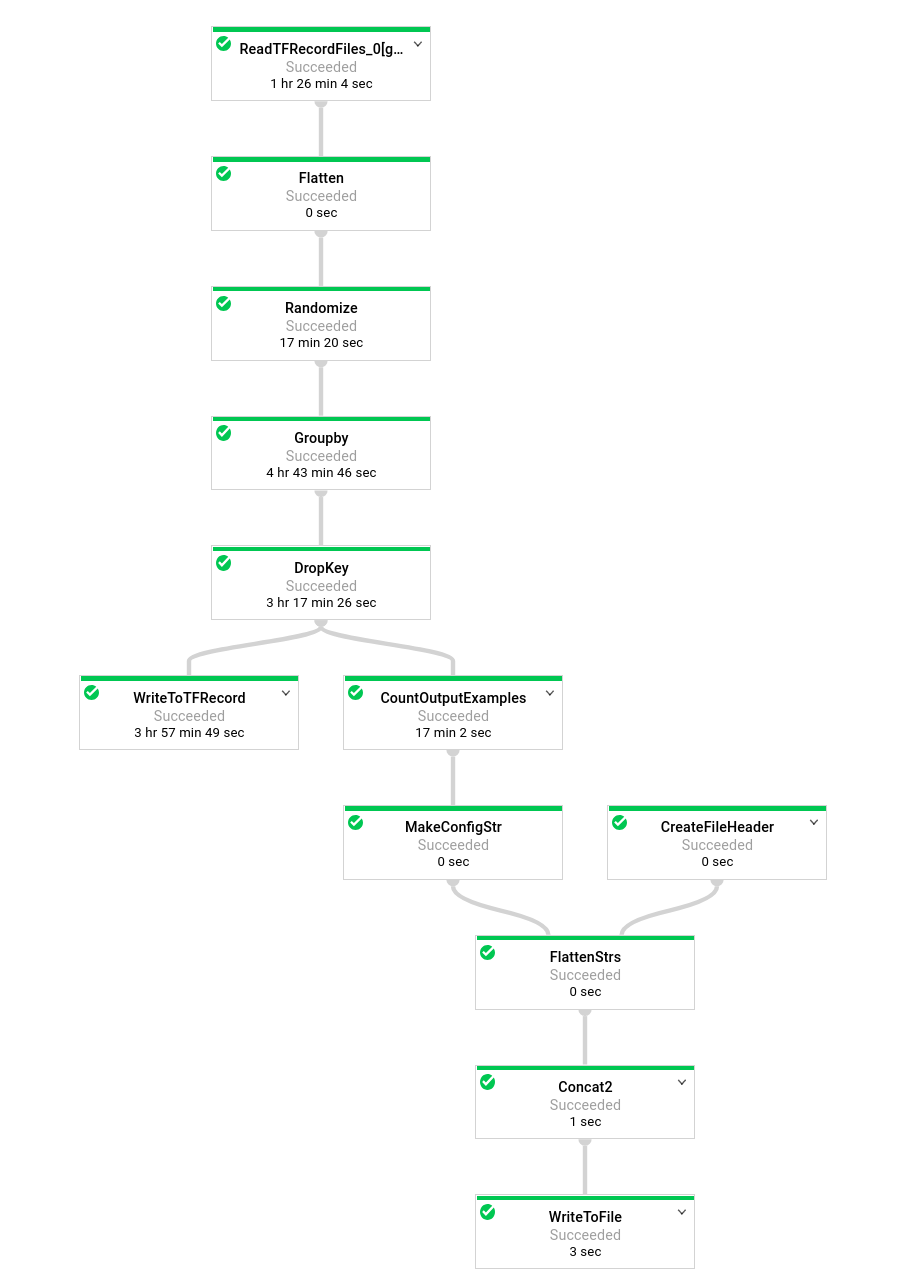 ReadTFRecordFiles_0[g...
Succeeded
1 hr 26 min 4 sec
Flatten
Succeeded
0 sec
Randomize
Succeeded
17 min 20 sec
Groupby
Succeeded
4 hr 43 min 46 sec
DropKey
Succeeded
3 hr 17 min 26 sec
WriteToTFRecord
Succeeded
3 hr 57 min 49 sec
CountOutputExamples
Succeeded
17 min 2 sec
MakeConfigStr
Succeeded
0 sec
CreateFileHeader
Succeeded
0 sec
FlattenStrs
Succeeded
0 sec
Concat2
Succeeded
1 sec
WriteToFile
Succeeded
3 sec